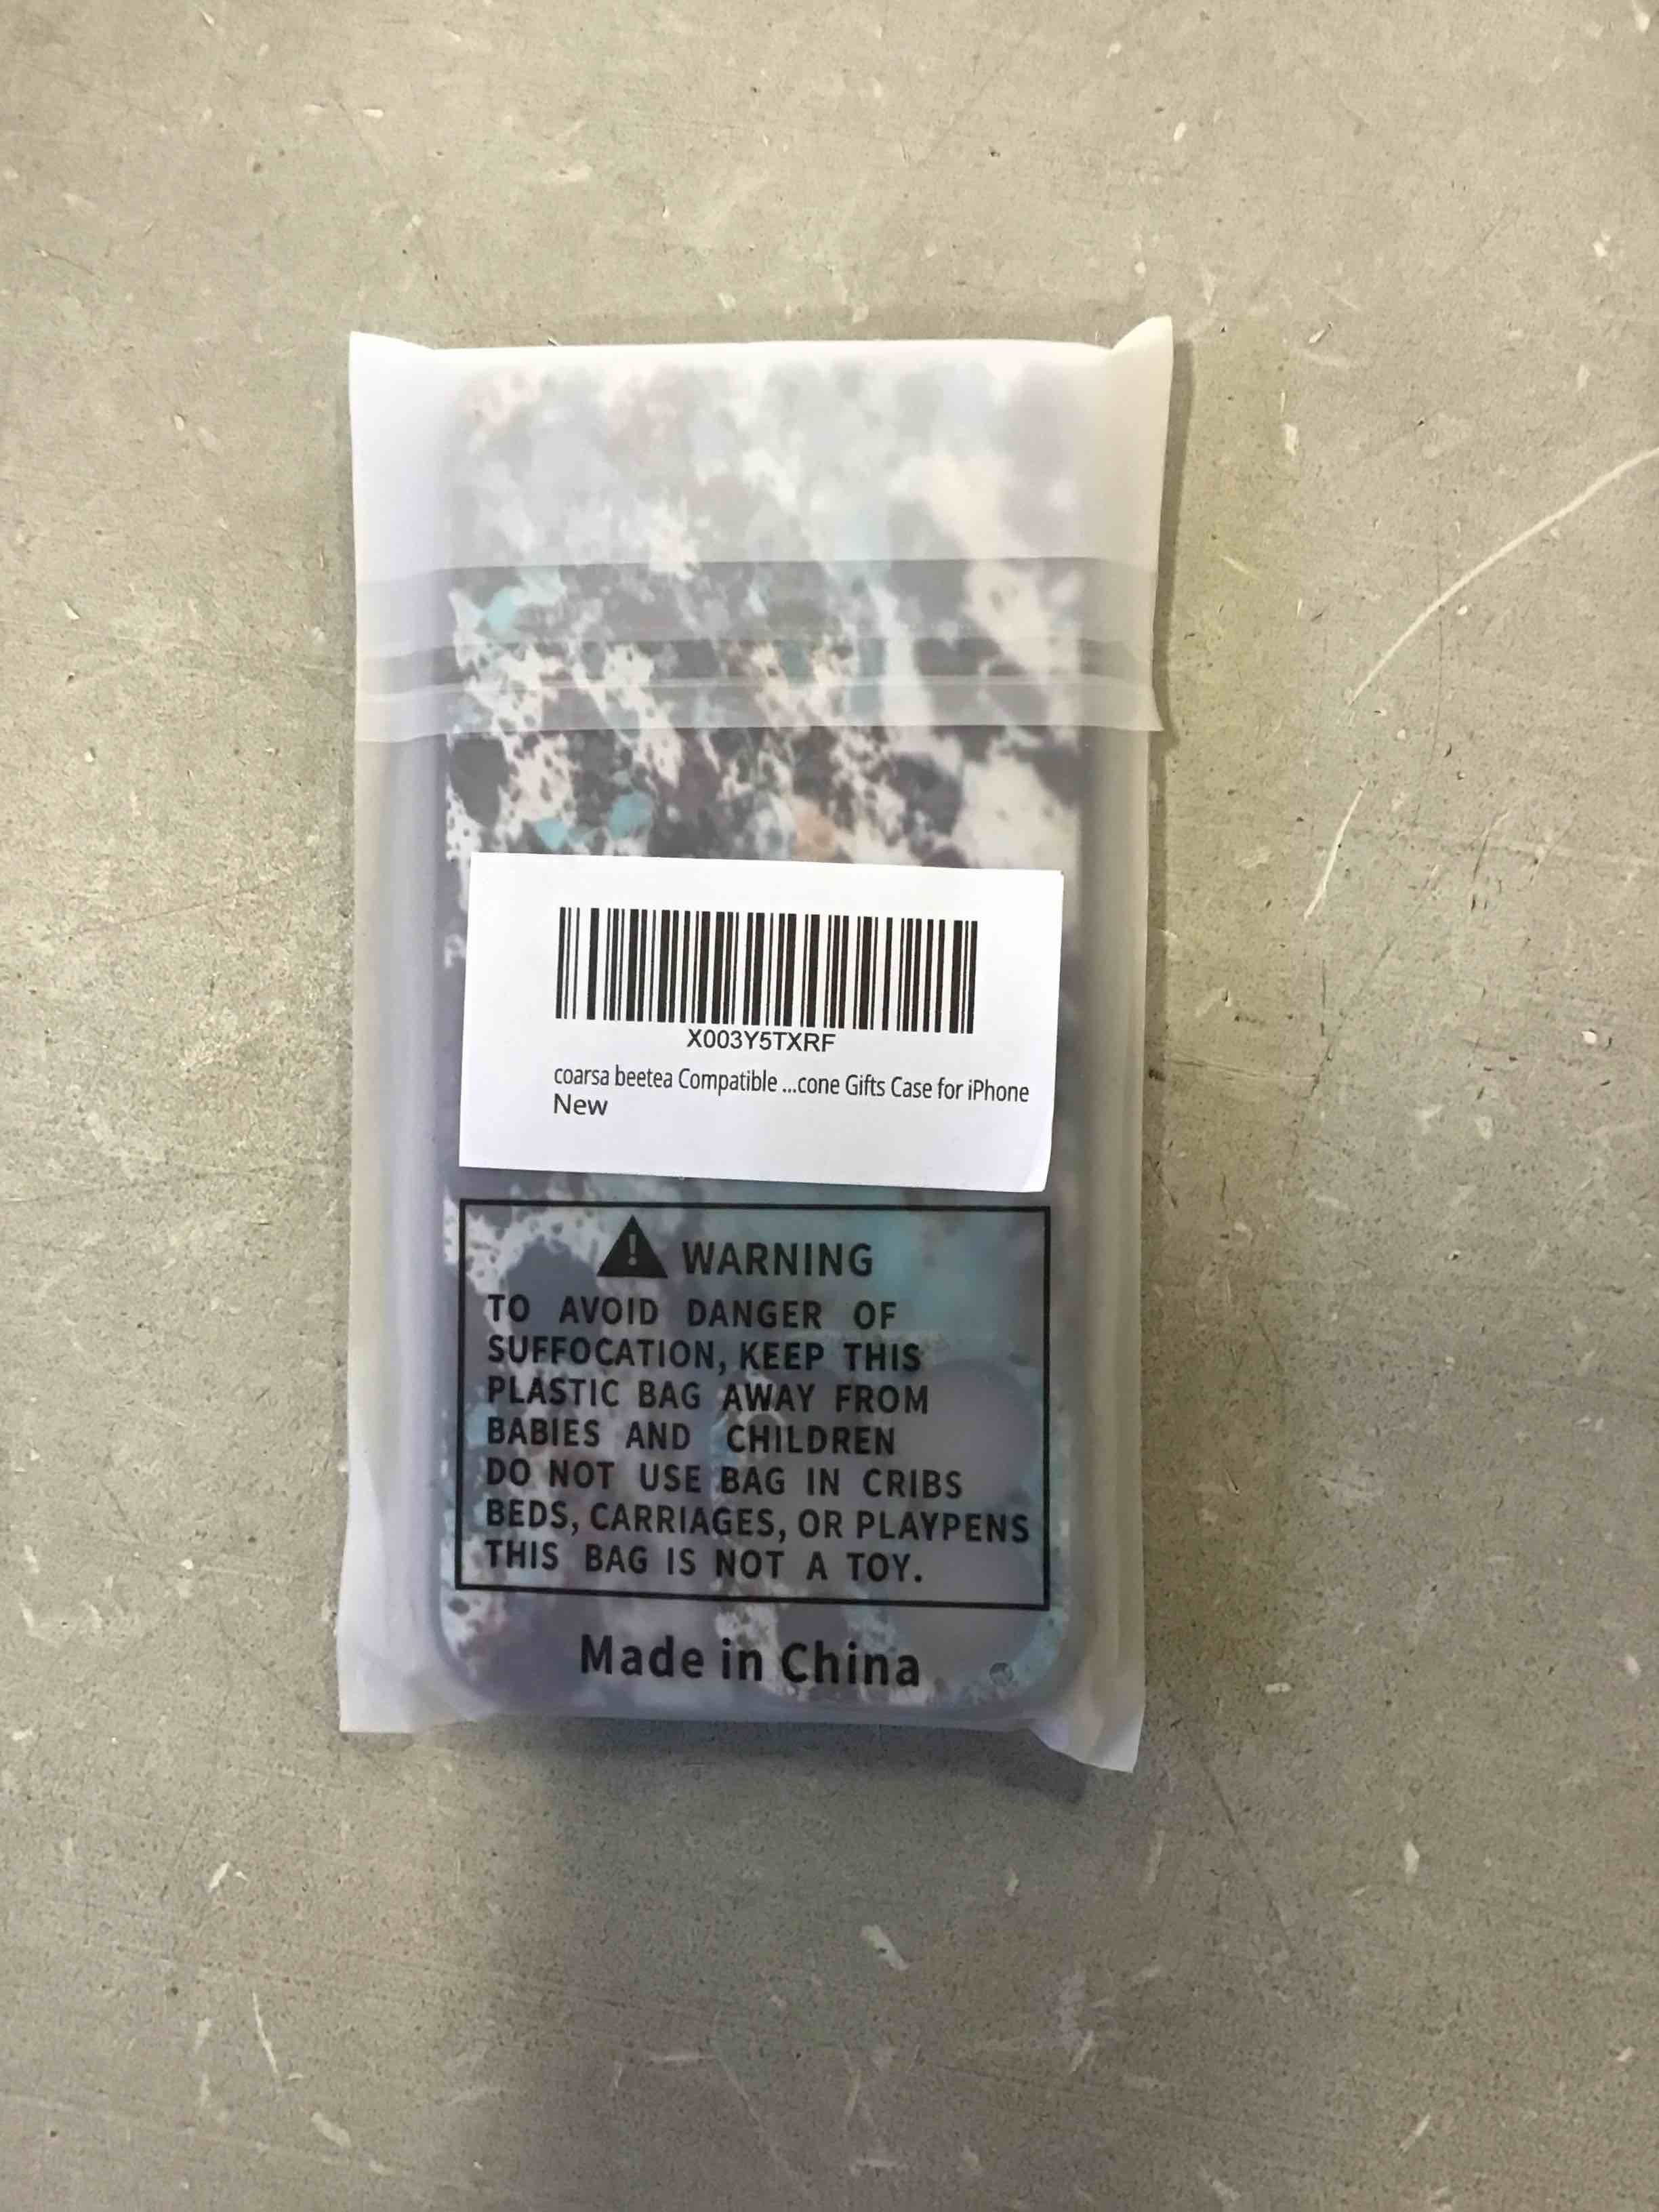 X003Y5TXRF
coarsa beetea Compatible ...cone Gifts Case for iPhone
New
WARNING
TO AVOID DANGER OF
SUFFOCATION, KEEP THIS
PLASTIC BAG AWAY FROM
BABIES AND CHILDREN
DO NOT USE BAG IN CRIBS
BEDS, CARRIAGES, OR PLAYPENS
THIS BAG IS NOT A TOY.
Made in China